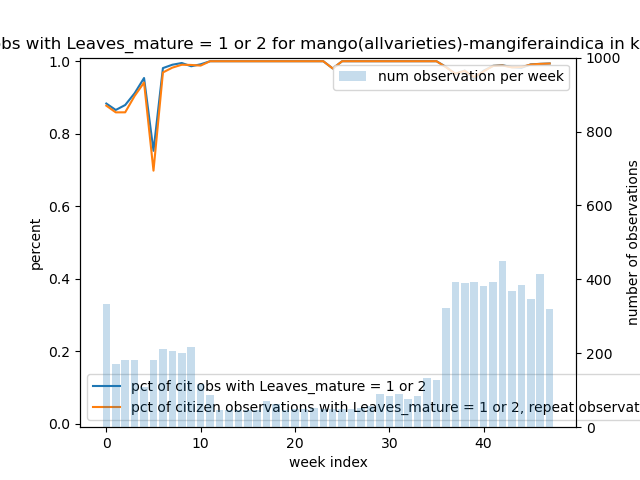 obs with Leaves_mature = 1 or 2 for mango(allvarieties)-mangiferaindica in k
1.0
0.8
0.6
0.4
0.2
0.0
percent
1000
800
600
400
200
0
number of observations
num observation per week
pct of cit obs with Leaves_mature = 1 or 2
pct of citizen observations with Leaves_mature = 1 or 2, repeat observat
0
10
20
30
40
week index